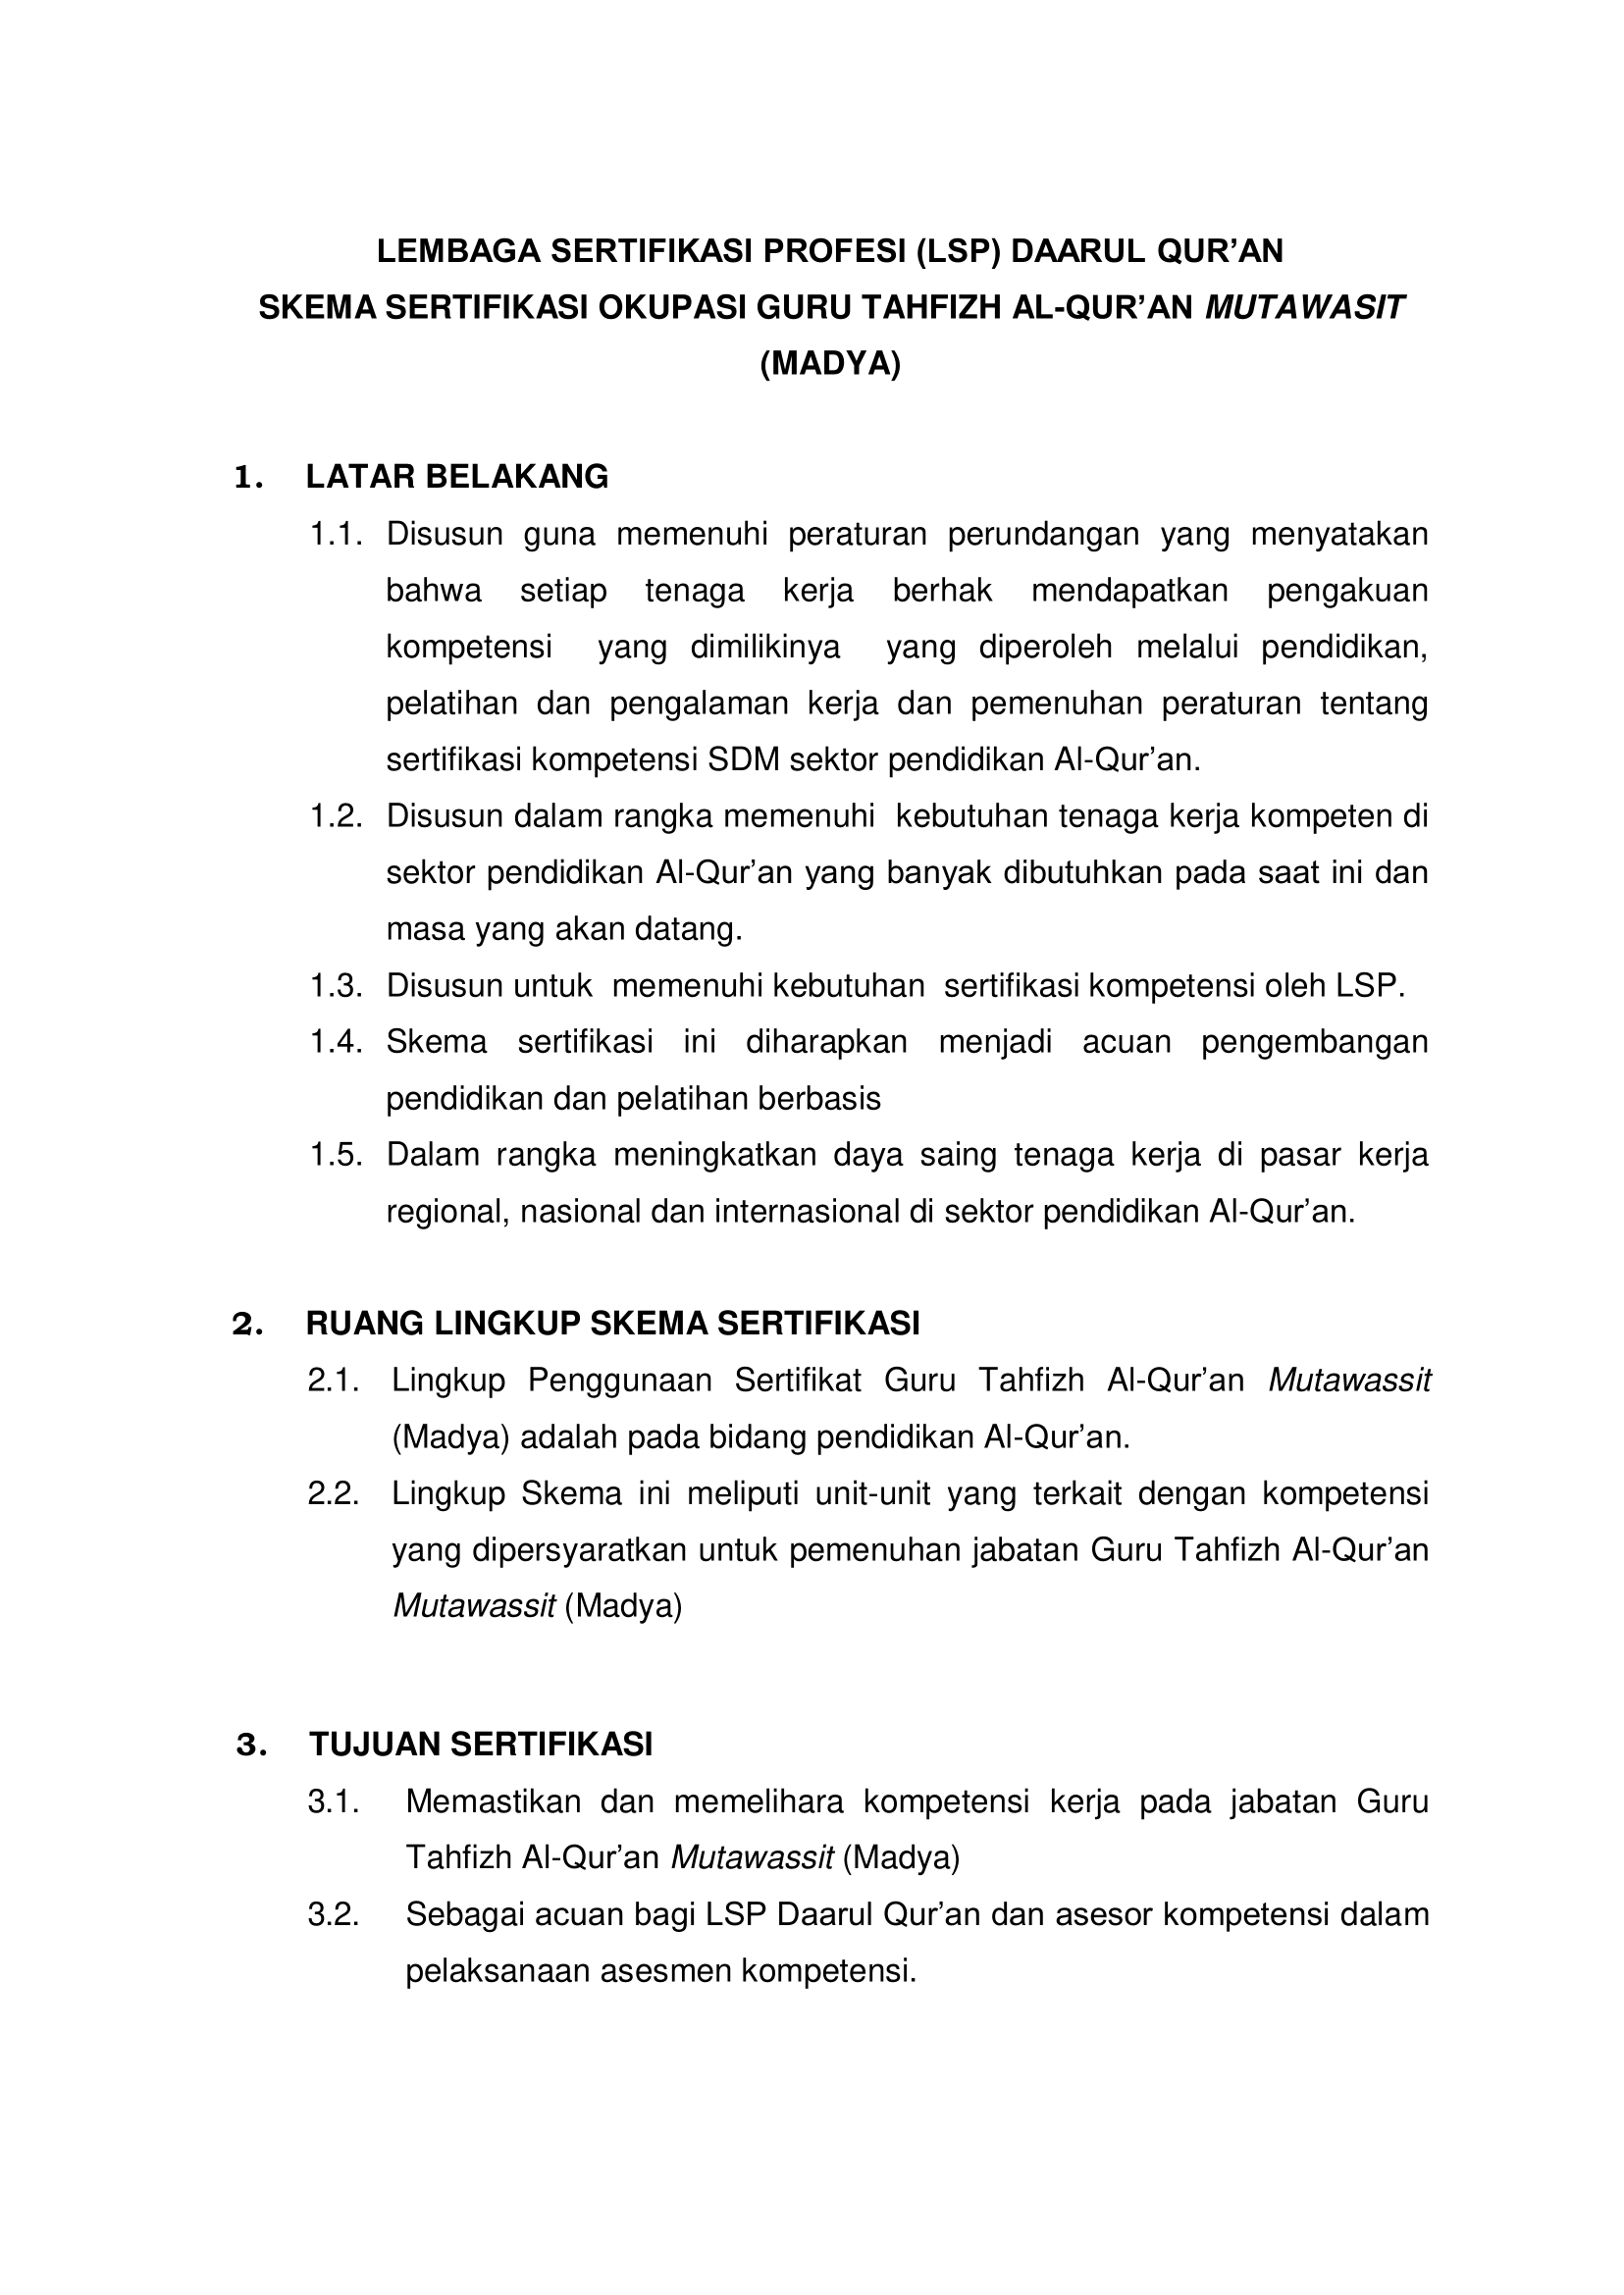 LEMBAGA SERTIFIKASI PROFESI (LSP) DAARUL QUR’AN
SKEMA SERTIFIKASI OKUPASI GURU TAHFIZH AL-QUR’AN MUTAWASIT
(MADYA)
1. LATAR BELAKANG
1.1. Disusun guna memenuhi peraturan perundangan yang menyatakan
bahwa setiap tenaga kerja berhak mendapatkan pengakuan
kompetensi yang dimilikinya yang diperoleh melalui pendidikan,
pelatihan dan pengalaman kerja dan pemenuhan peraturan tentang
sertifikasi kompetensi SDM sektor pendidikan Al-Qur’an.
1.2. Disusun dalam rangka memenuhi kebutuhan tenaga kerja kompeten di
sektor pendidikan Al-Qur’an yang banyak dibutuhkan pada saat ini dan
masa yang akan datang.
1.3. Disusun untuk memenuhi kebutuhan sertifikasi kompetensi oleh LSP.
1.4. Skema sertifikasi ini diharapkan menjadi acuan pengembangan
pendidikan dan pelatihan berbasis
1.5. Dalam rangka meningkatkan daya saing tenaga kerja di pasar kerja
regional, nasional dan internasional di sektor pendidikan Al-Qur’an.
2. RUANG LINGKUP SKEMA SERTIFIKASI
2.1. Lingkup Penggunaan Sertifikat Guru Tahfizh Al-Qur’an Mutawassit
(Madya) adalah pada bidang pendidikan Al-Qur’an.
2.2. Lingkup Skema ini meliputi unit-unit yang terkait dengan kompetensi
yang dipersyaratkan untuk pemenuhan jabatan Guru Tahfizh Al-Qur’an
Mutawassit (Madya)
3. TUJUAN SERTIFIKASI
3.1. Memastikan dan memelihara kompetensi kerja pada jabatan Guru
Tahfizh Al-Qur’an Mutawassit (Madya)
3.2. Sebagai acuan bagi LSP Daarul Qur’an dan asesor kompetensi dalam
pelaksanaan asesmen kompetensi.